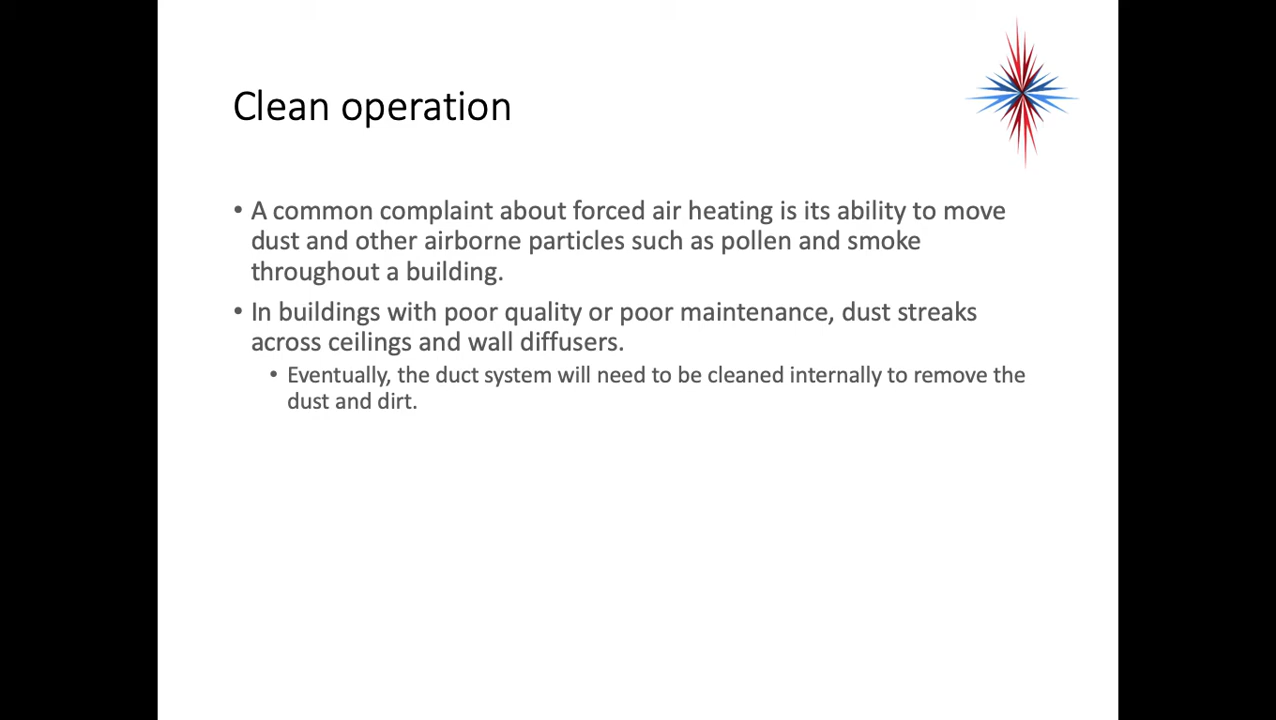 Clean operation
• A common complaint about forced air heating is its ability to move
dust and other airborne particles such as pollen and smoke
throughout a building.
• In buildings with poor quality or poor maintenance, dust streaks
across ceilings and wall diffusers.
• Eventually, the duct system will need to be cleaned internally to remove the
dust and dirt.